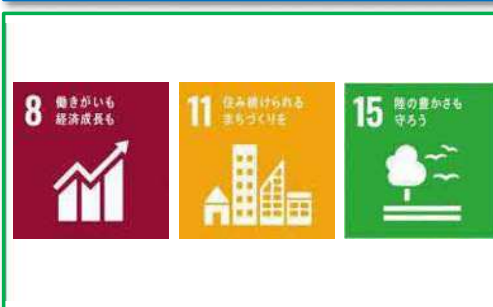 8 働きがいも
経済成長も
11 住み続けられる
まちづくりを
15 陸の豊かさも
守ろう